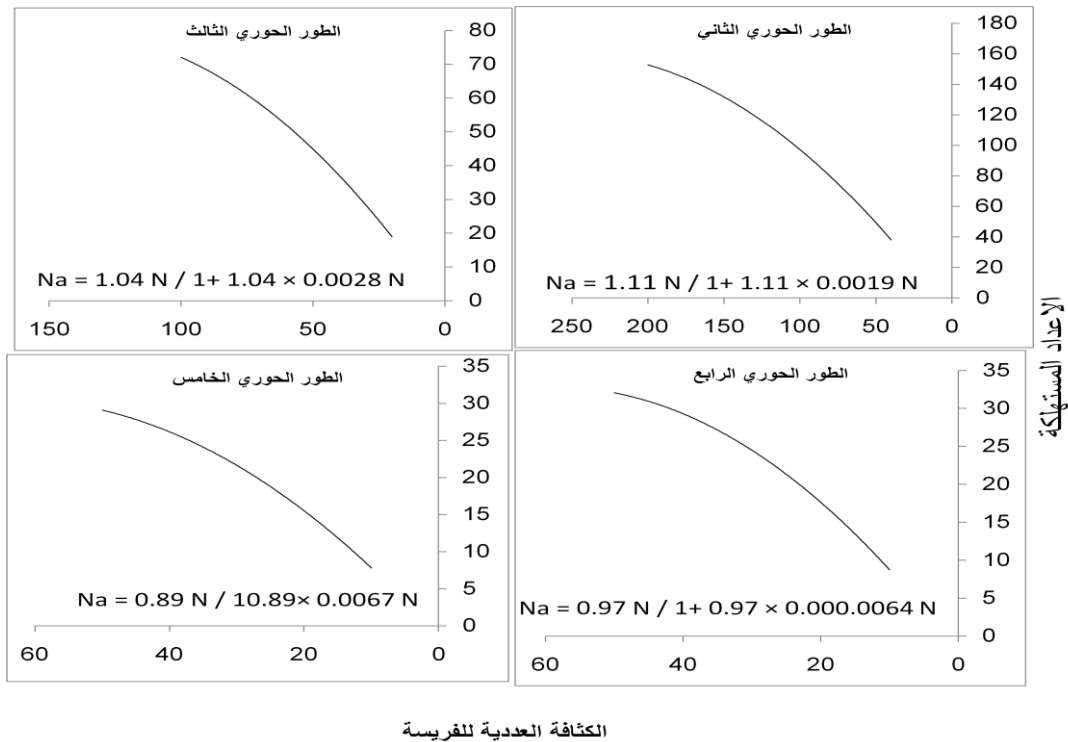 الطور الحوري الثاني
180
160
140
120
100
80
60
40
20
0
Na = 1.11 N / 1+ 1.11 × 0.0019 N
250 200 150 100 50 0
الطور الحوري الثالث
80
70
60
50
40
30
20
10
0
Na = 1.04 N / 1+ 1.04 × 0.0028 N
150 100 50 0
الطور الحوري الرابع
35
30
25
20
15
10
5
0
Na = 0.97 N / 1+ 0.97 × 0.000.0064 N
60 40 20 0
الطور الحوري الخامس
35
30
25
20
15
10
5
0
Na = 0.89 N / 10.89× 0.0067 N
60 40 20 0
الاعداد المستهلكة
الكثافة العددية للفريسة